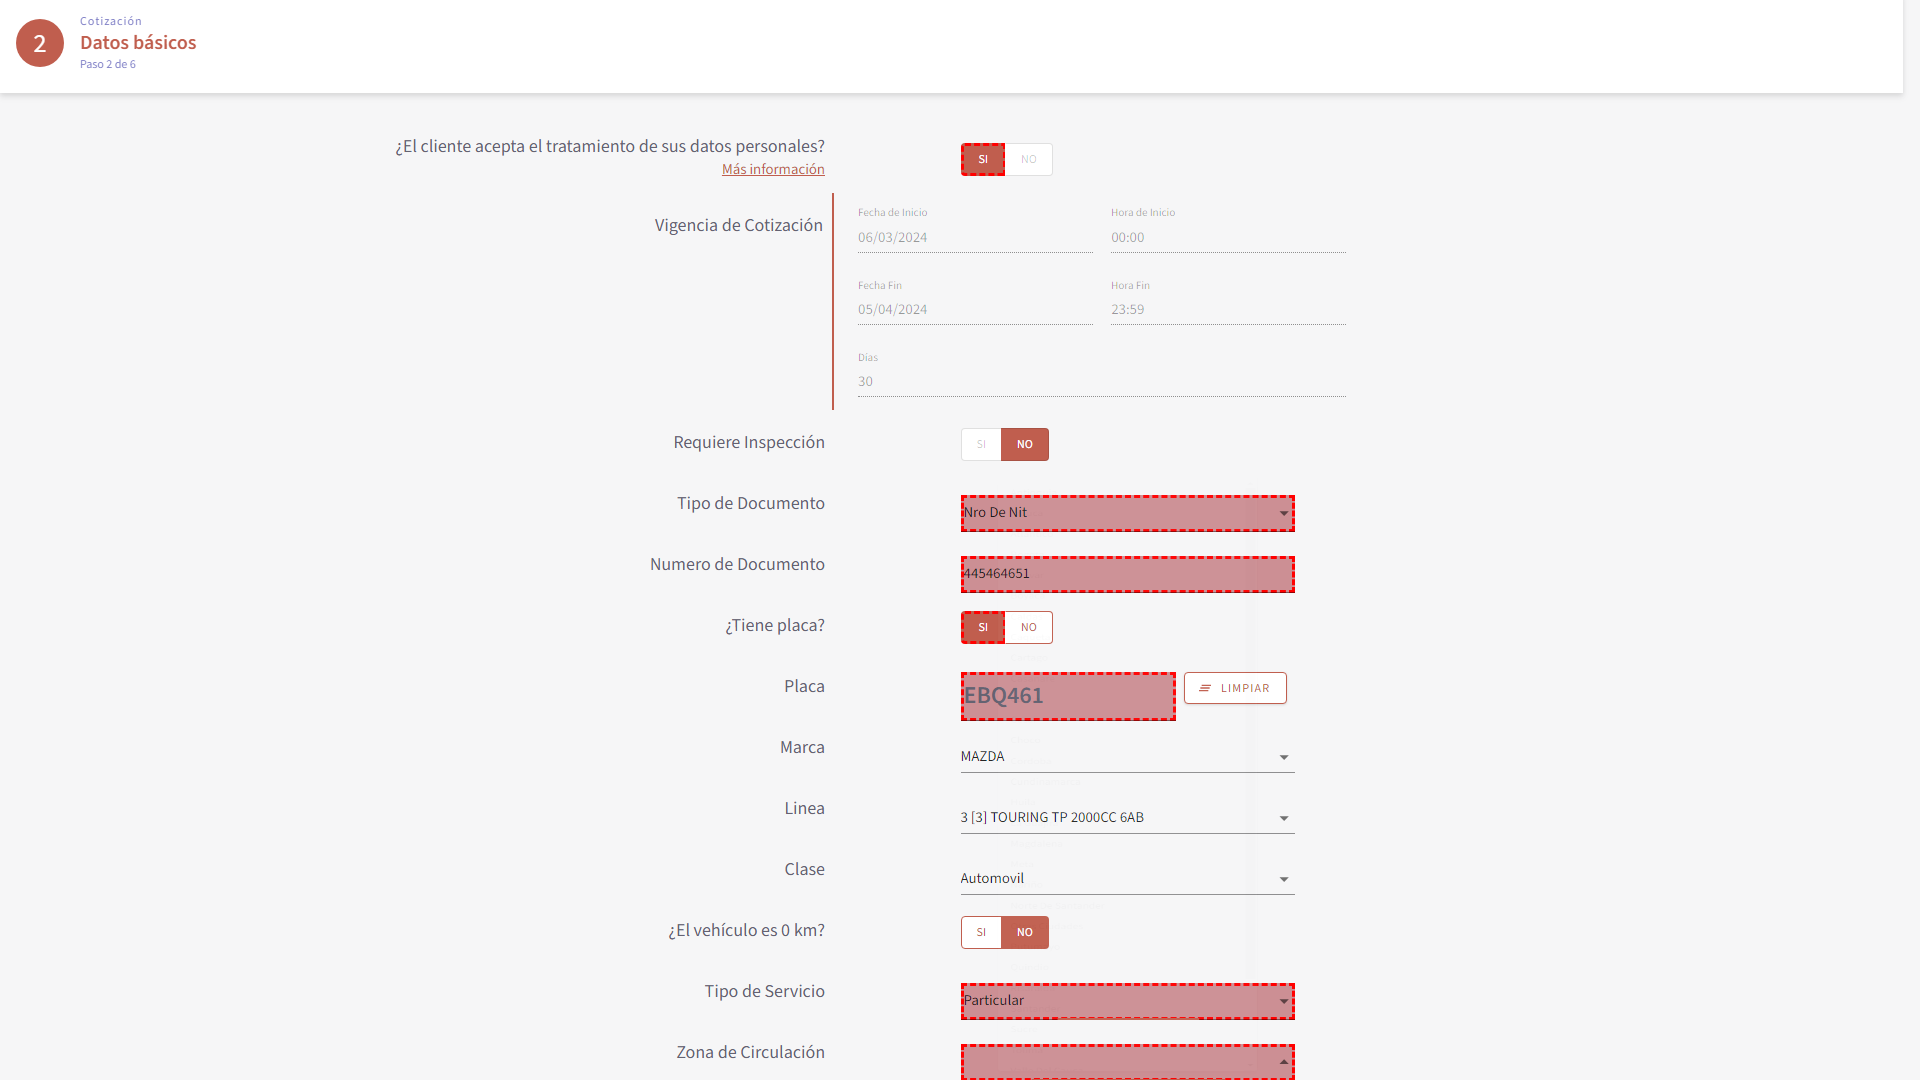 2
Cotización
Datos básicos
Paso 2 de 6
¿El cliente acepta el tratamiento de sus datos personales?
Más información
SI NO
Vigencia de Cotización
Fecha de Inicio Hora de Inicio
06/03/2024 00:00
Fecha Fin Hora Fin
05/04/2024 23:59
Días
30
Requiere Inspección SI NO
Tipo de Documento Nro De Nit
Numero de Documento 445464651
¿Tiene placa? SI NO
Placa EBQ461 LIMPIAR
Marca MAZDA
Linea 3 [3] TOURING TP 2000CC 6AB
Clase Automovil
¿El vehículo es 0 km? SI NO
Tipo de Servicio Particular
Zona de Circulación